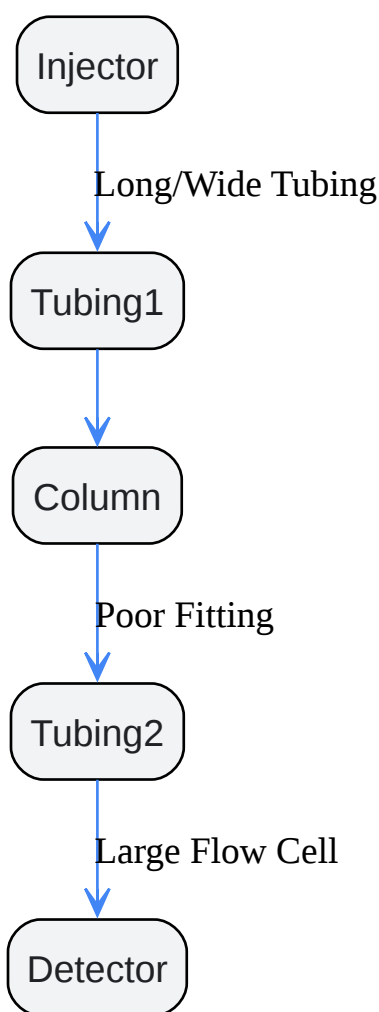 Injector
Long/Wide Tubing
Tubing1
Column
Poor Fitting
Tubing2
Large Flow Cell
Detector